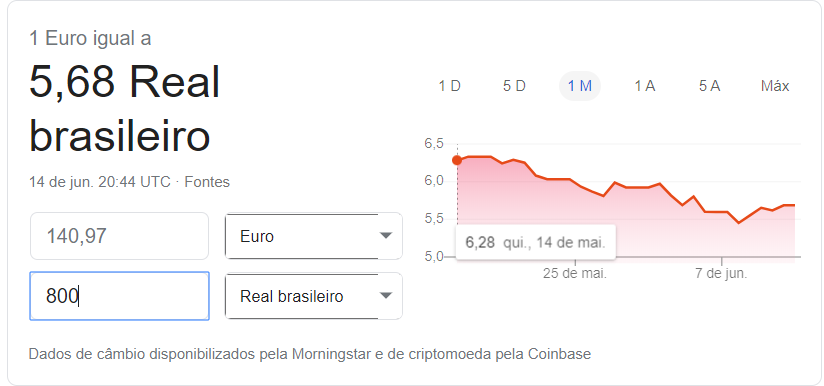 1 Euro igual a
5,68 Real
brasileiro
14 de jun. 20:44 UTC · Fontes
140,97
Euro
800
Real brasileiro
1 D 5 D 1 M 1 A 5 A Máx
6,5
6,0
5,5
5,0
6,28 qui., 14 de mai.
25 de mai. 7 de jun.
Dados de câmbio disponibilizados pela Morningstar e de criptomoeda pela Coinbase